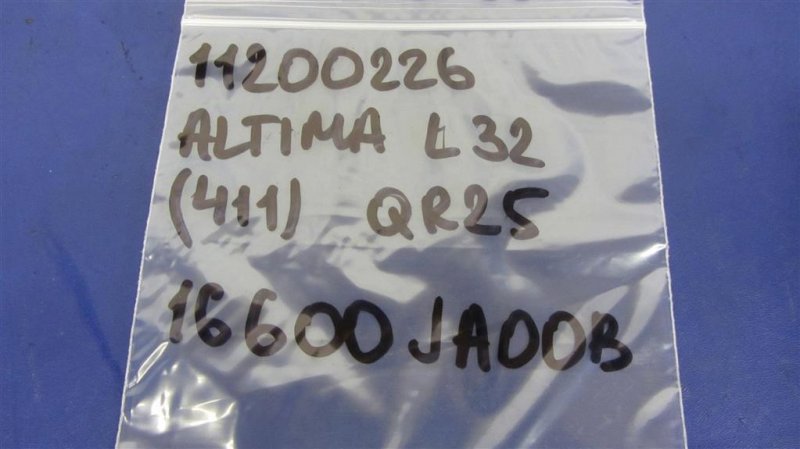 11200226
ALTIMA L32
(411) QR25
16600JA00B